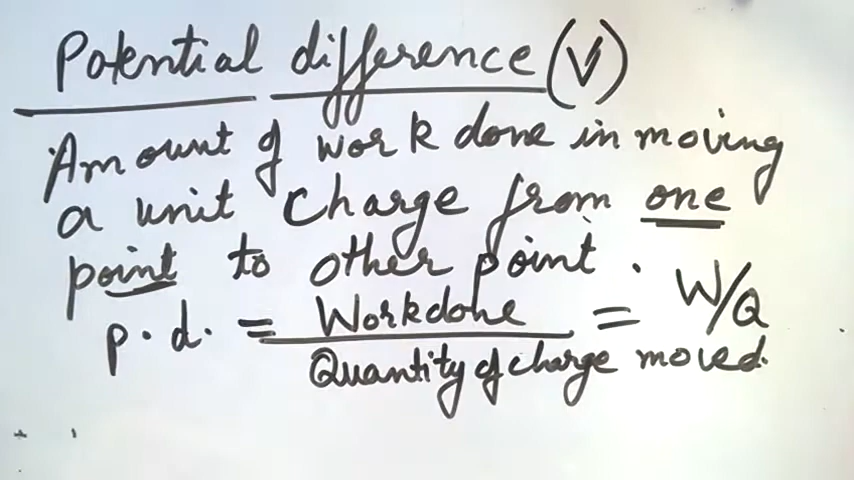 Potential difference (V)
Amount of work done in moving
a unit charge from one
point to other point.
p.d. = Workdone / Quantity of charge moved. = W/Q